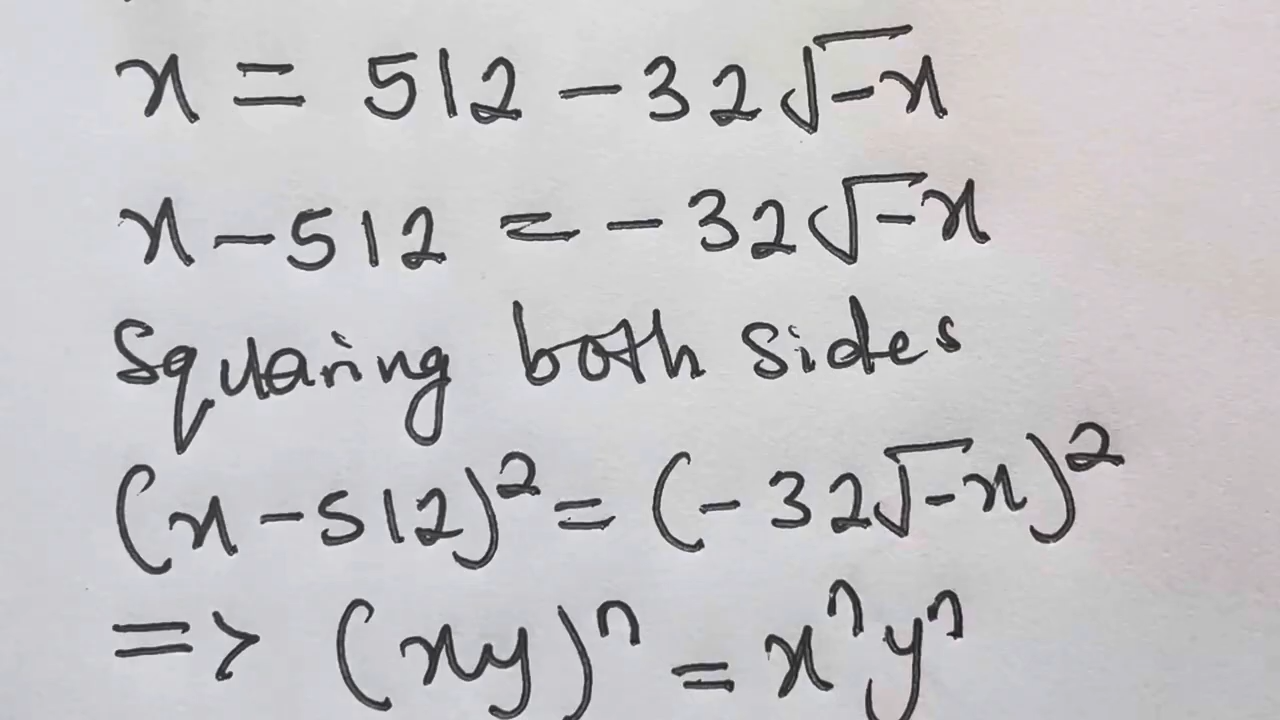 x = 512 - 32√-x
x - 512 = - 32√-x
Squaring both sides
(x - 512)² = (- 32√-x)²
=> (xy)ⁿ = xⁿyⁿ